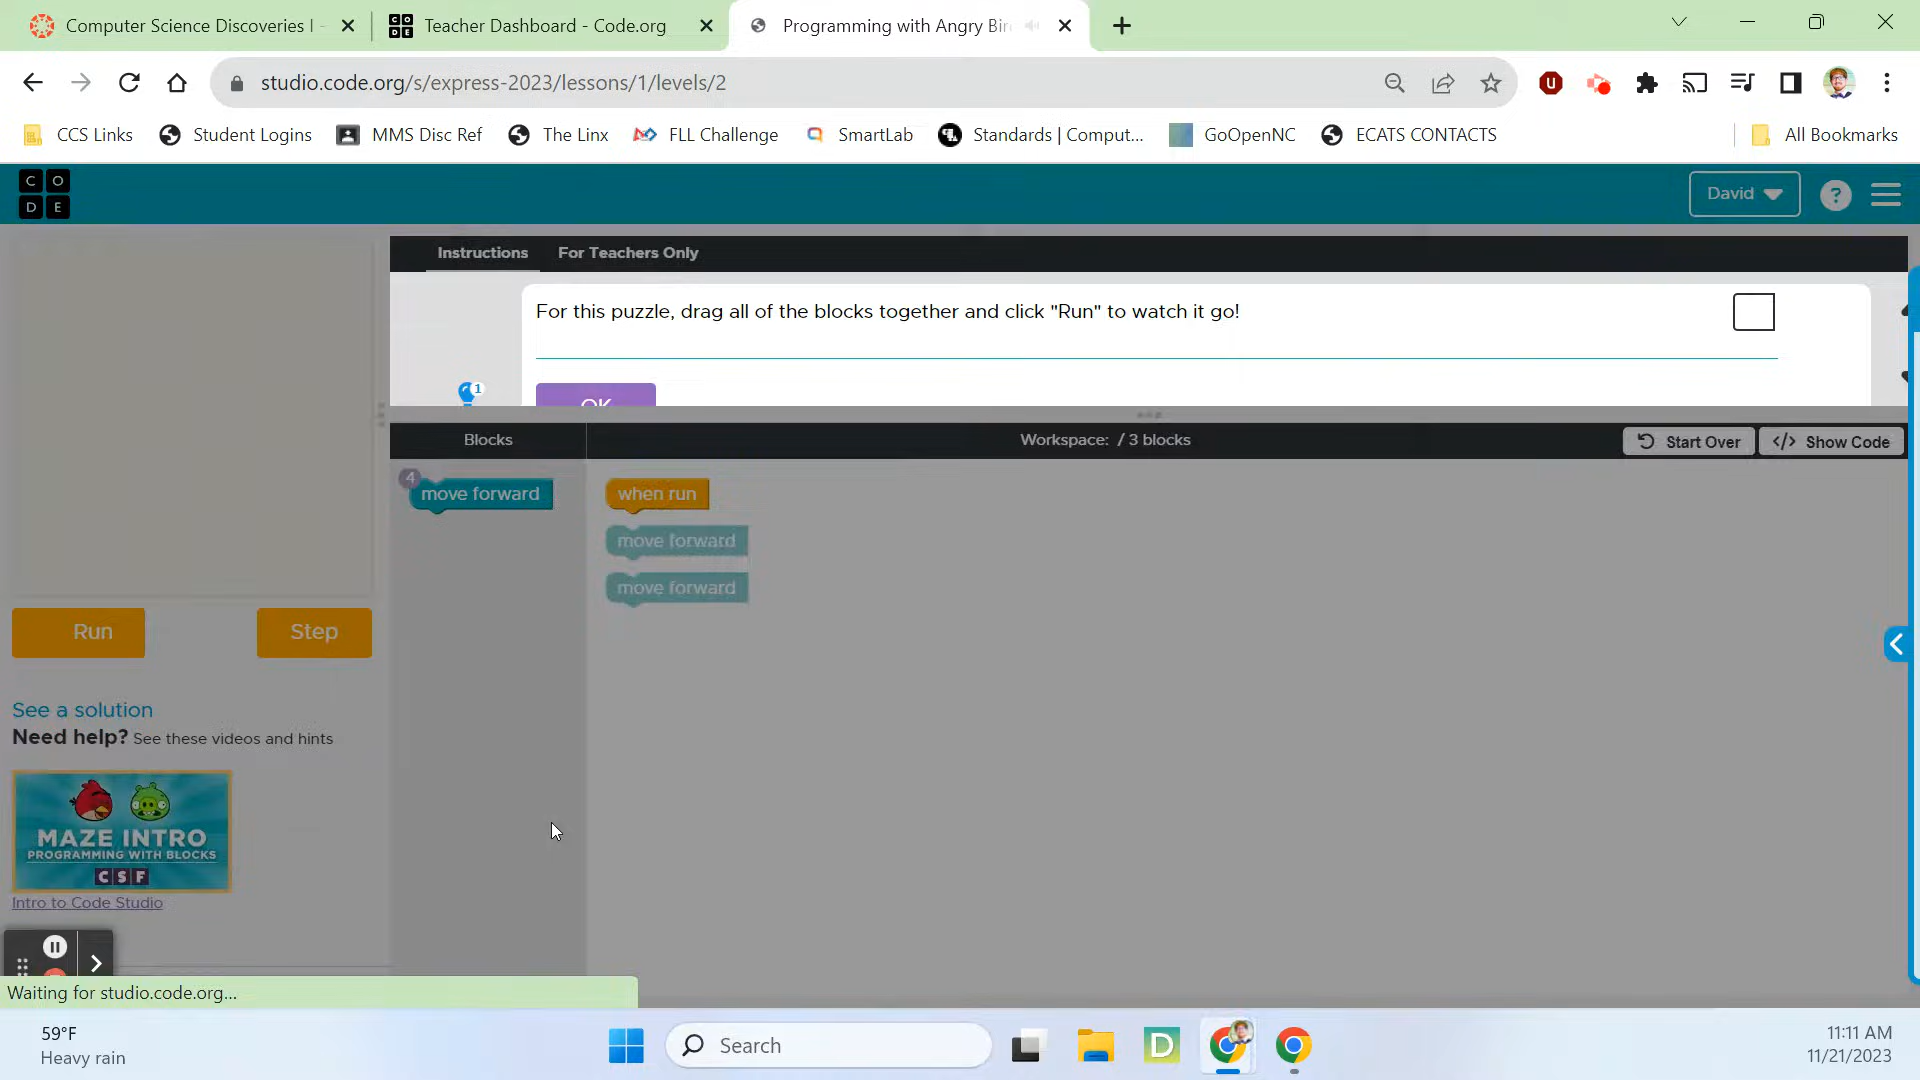 Computer Science Discoveries I -
Teacher Dashboard - Code.org
Programming with Angry Bir
studio.code.org/s/express-2023/lessons/1/levels/2
CCS Links
Student Logins
MMS Disc Ref
The Linx
FLL Challenge
SmartLab
Standards | Comput...
GoOpenNC
ECATS CONTACTS
All Bookmarks
C O
D E
David
?
Instructions
For Teachers Only
For this puzzle, drag all of the blocks together and click "Run" to watch it go!
1
OK
Blocks
Workspace: / 3 blocks
Start Over
</> Show Code
4
move forward
when run
move forward
move forward
Run
Step
See a solution
Need help? See these videos and hints
MAZE INTRO
PROGRAMMING WITH BLOCKS
C S F
Intro to Code Studio
Waiting for studio.code.org...
59°F
Heavy rain
Search
D
11:11 AM
11/21/2023